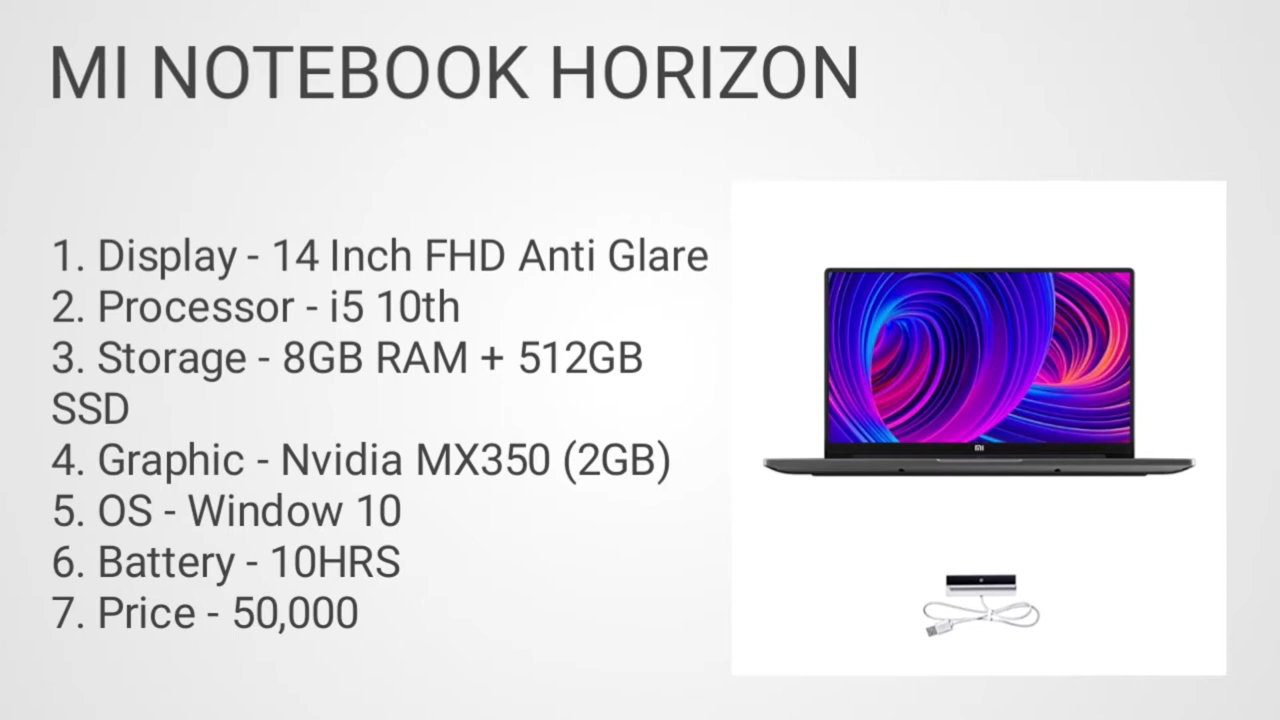 MI NOTEBOOK HORIZON
1. Display - 14 Inch FHD Anti Glare
2. Processor - i5 10th
3. Storage - 8GB RAM + 512GB
SSD
4. Graphic - Nvidia MX350 (2GB)
5. OS - Window 10
6. Battery - 10HRS
7. Price - 50,000
mi